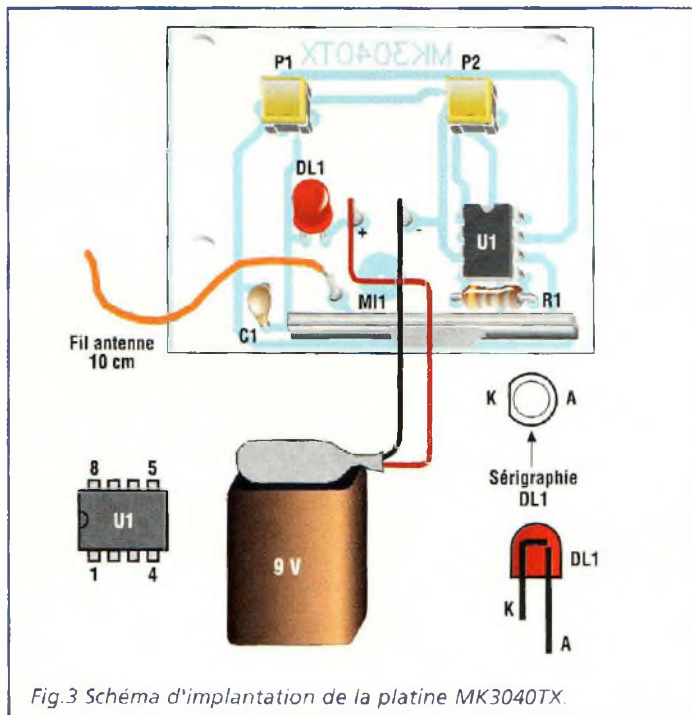 MK3040TX
P1
P2
DL1
+
-
U1
MI1
R1
C1
Fil antenne
10 cm
K
A
Sérigraphie
DL1
8
5
U1
1
4
9 V
DL1
K
A
Fig.3 Schéma d'implantation de la platine MK3040TX.